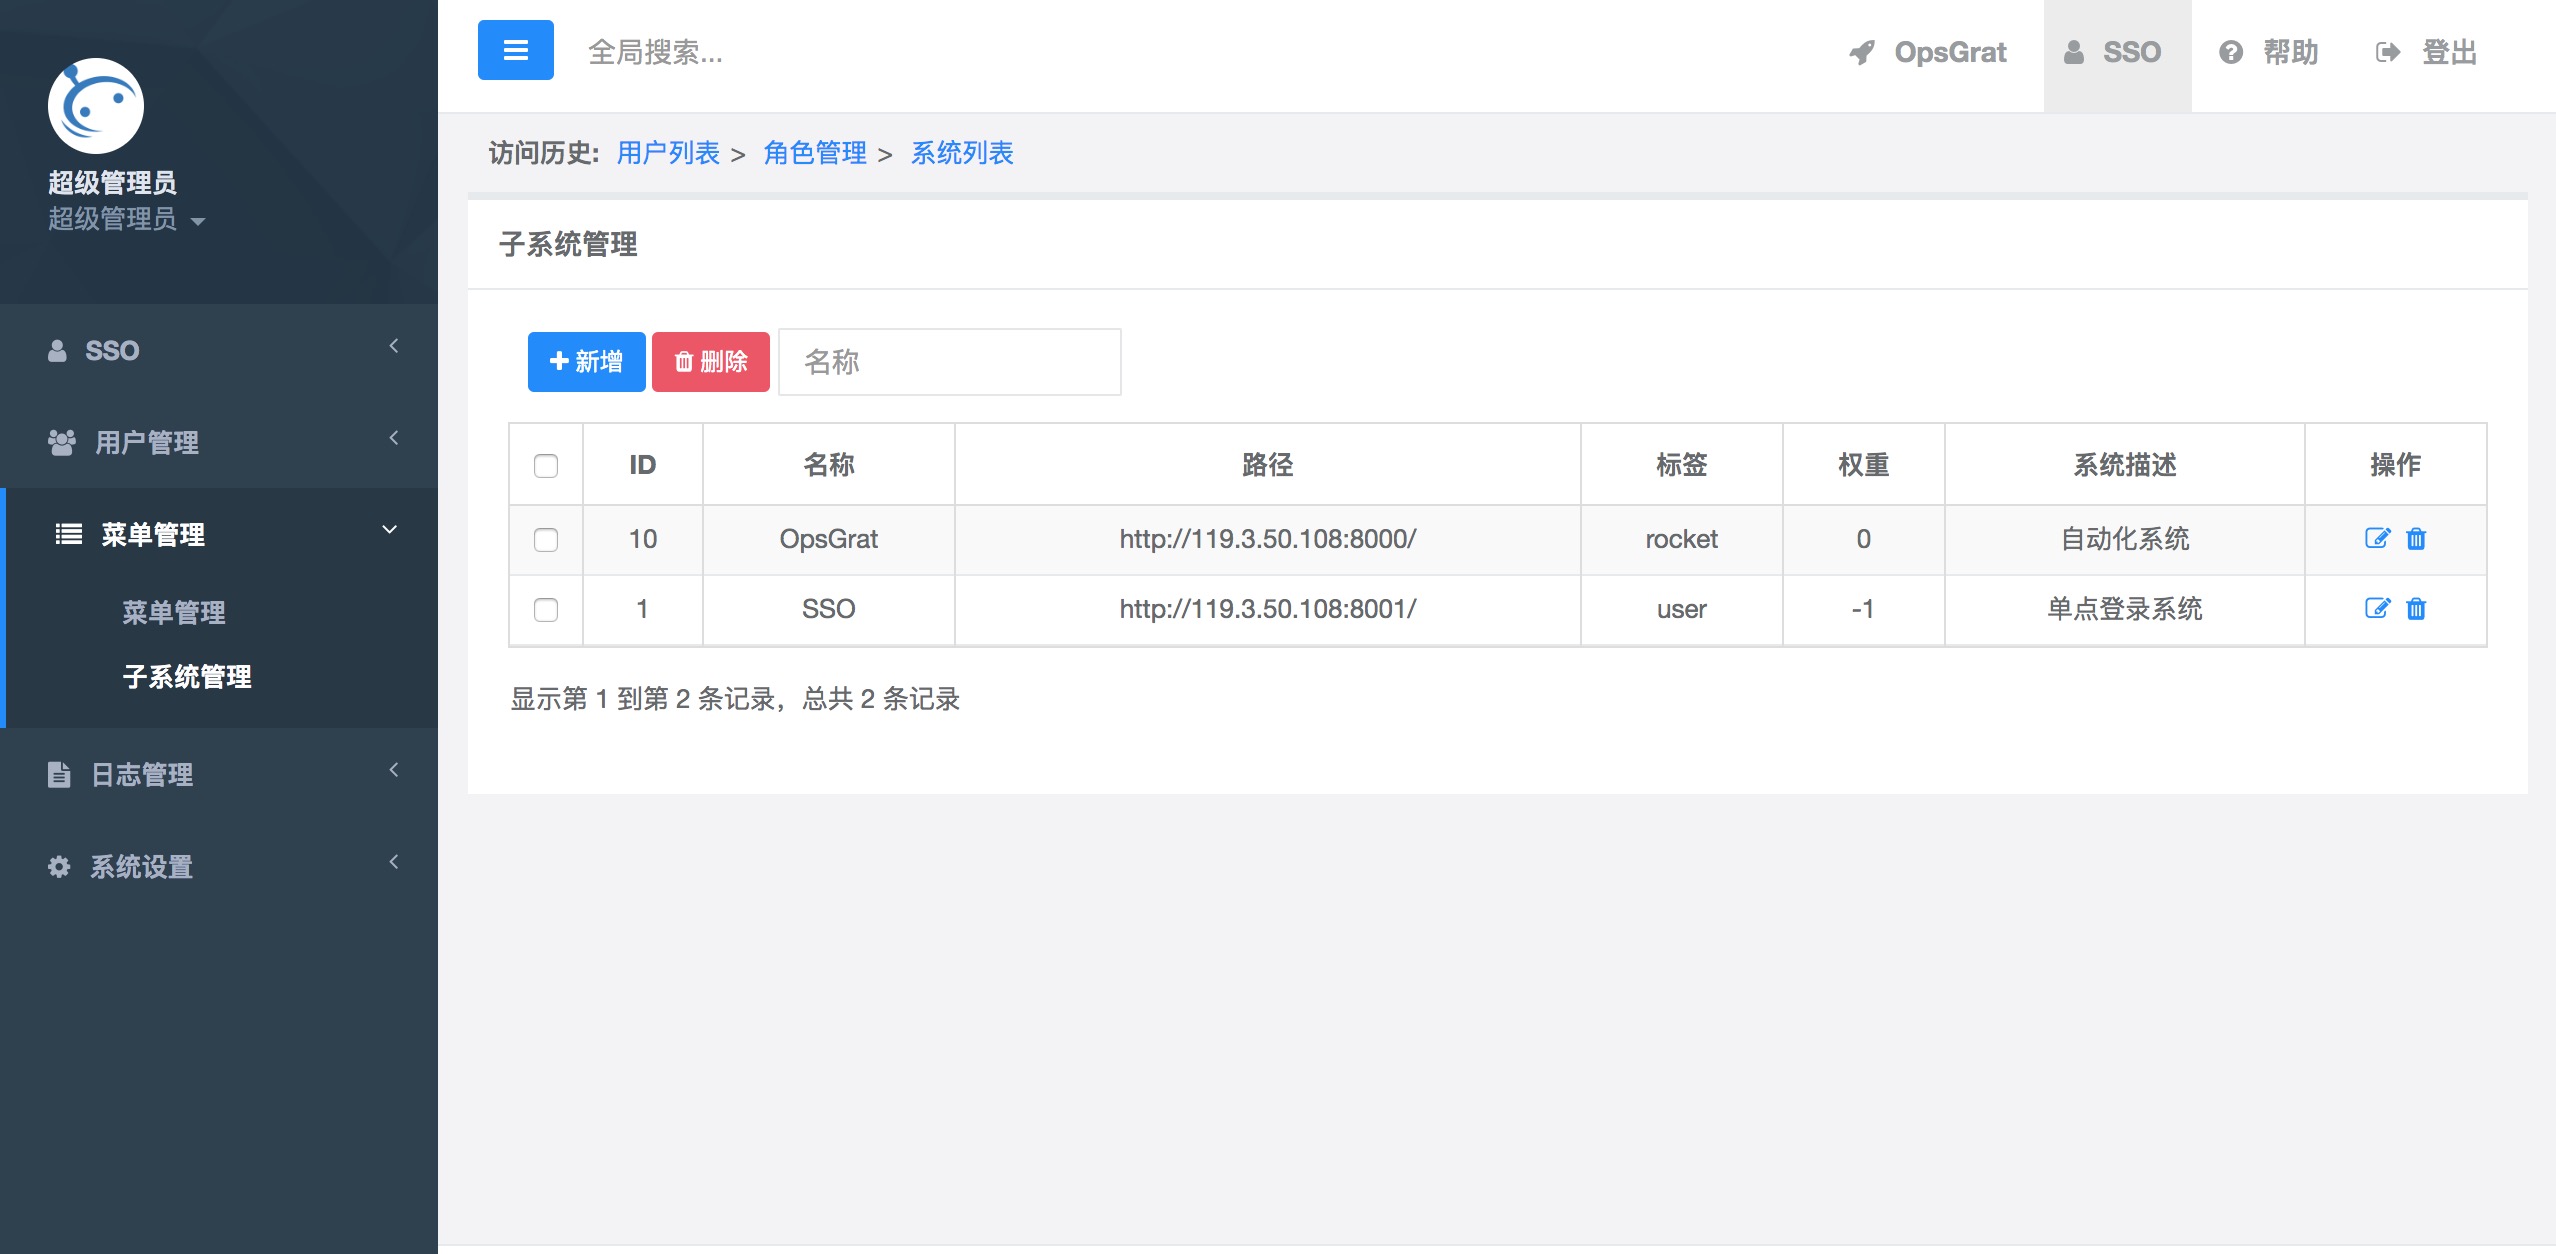 超级管理员
超级管理员
SSO
用户管理
菜单管理
菜单管理
子系统管理
日志管理
系统设置
全局搜索... OpsGrat SSO 帮助 登出
访问历史: 用户列表 > 角色管理 > 系统列表
子系统管理
新增 删除 名称
ID 名称 路径 标签 权重 系统描述 操作
10 OpsGrat http://119.3.50.108:8000/ rocket 0 自动化系统
1 SSO http://119.3.50.108:8001/ user -1 单点登录系统
显示第 1 到第 2 条记录，总共 2 条记录